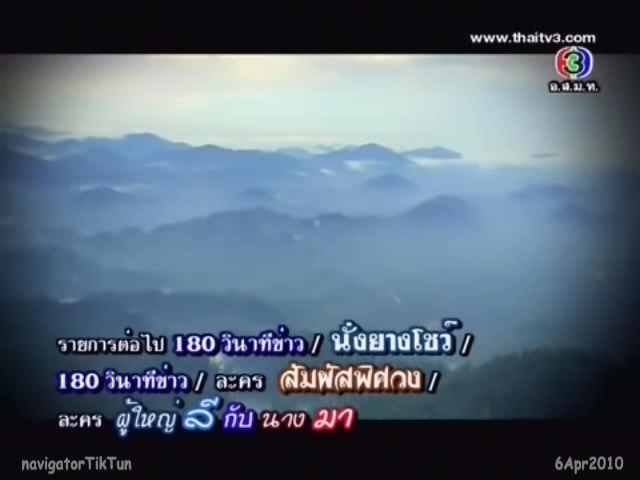 www.thaitv3.com
3
อ.ส.ม.ท.
รายการต่อไป 180 วินาทีข่าว / นั่งยางโชว์ /
180 วินาทีข่าว / ละคร สัมผัสพิศวง /
ละคร ผู้ใหญ่ ลี กับ นาง มา
navigatorTikTun
6Apr2010